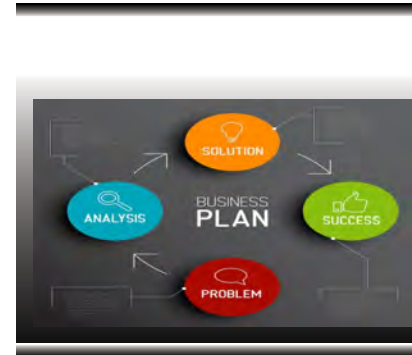 SOLUTION
ANALYSIS
BUSINESS
PLAN
SUCCESS
PROBLEM